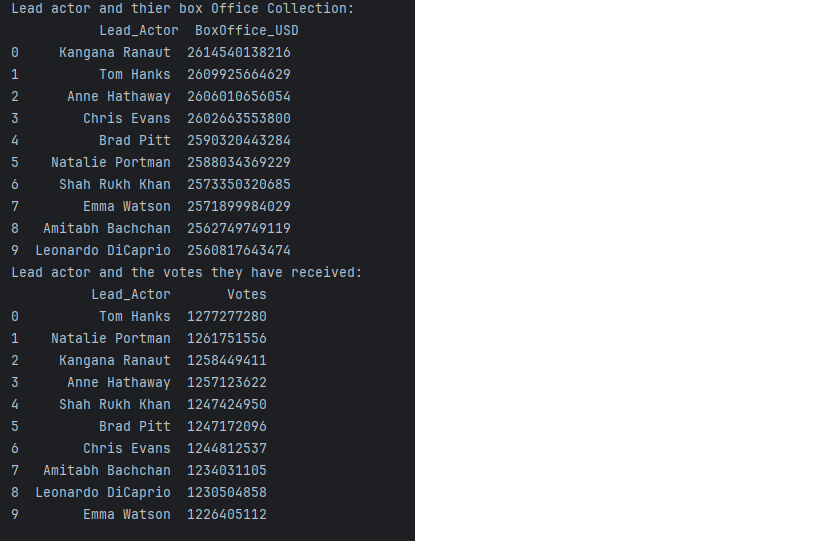 Lead actor and thier box Office Collection:
Lead_Actor BoxOffice_USD
0 Kangana Ranaut 2614540138216
1 Tom Hanks 2609925664629
2 Anne Hathaway 2606010656054
3 Chris Evans 2602663553800
4 Brad Pitt 2590320443284
5 Natalie Portman 2588034369229
6 Shah Rukh Khan 2573350320685
7 Emma Watson 2571899984029
8 Amitabh Bachchan 2562749749119
9 Leonardo DiCaprio 2560817643474
Lead actor and the votes they have received:
Lead_Actor Votes
0 Tom Hanks 1277277280
1 Natalie Portman 1261751556
2 Kangana Ranaut 1258449411
3 Anne Hathaway 1257123622
4 Shah Rukh Khan 1247424950
5 Brad Pitt 1247172096
6 Chris Evans 1244812537
7 Amitabh Bachchan 1234031105
8 Leonardo DiCaprio 1230504858
9 Emma Watson 1226405112